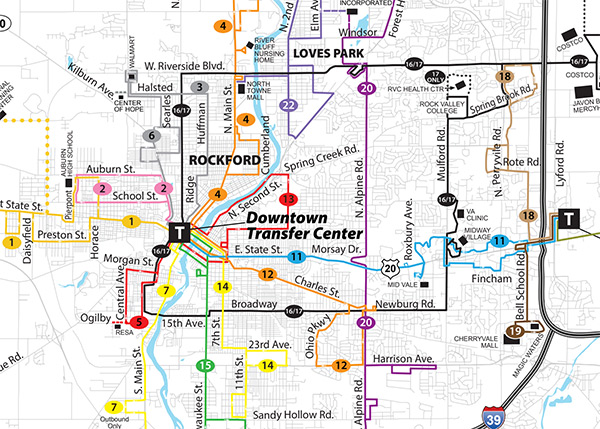 INCORPORATED
N. 2nd
Elm Ave
Windsor
Forest H
COSTCO
RIVER
BLUFF
NURSING
HOME
LOVES PARK
WALMART
W. Riverside Blvd.
16/17
16/17
COSTCO
Kilburn Ave.
Halsted
3
4
NORTH
TOWNE
MALL
20
17
ONLY
18
RVC HEALTH CTR
ROCK VALLEY
COLLEGE
Spring Brook Rd.
JAVON B
MERCYH
CENTER
OF HOPE
Searles
16/17
Huffman
N. Main St.
22
6
4
Cumberland
Mulford Rd.
N. Perryville Rd.
Rote Rd.
Lyford Rd.
AUBURN
HIGH SCHOOL
ROCKFORD
Auburn St.
2
2
School St.
Pierpont
Ridge
4
N. Second St.
Spring Creek Rd.
13
N. Alpine Rd.
16/17
VA
CLINIC
18
State St.
1
1
Preston St.
Daisyfield
Horace
T
Downtown
Transfer Center
Roxbury Ave.
MIDWAY
VILLAGE
11
T
16/17
E. State St.
Morsay Dr.
11
20
MID VALE
Fincham
Morgan St.
Central Ave
7
14
12
Charles St.
Bell School Rd.
Broadway
16/17
Newburg Rd.
Ogilby
5
RESA
15th Ave.
7th St.
Ohio Pkwy
20
19
CHERRYVALE
MALL
MAGIC WATERS
23rd Ave.
S. Main St.
15
11th St.
14
12
Harrison Ave.
7
Outbound
Only
Sandy Hollow Rd.
Alpine Rd.
39